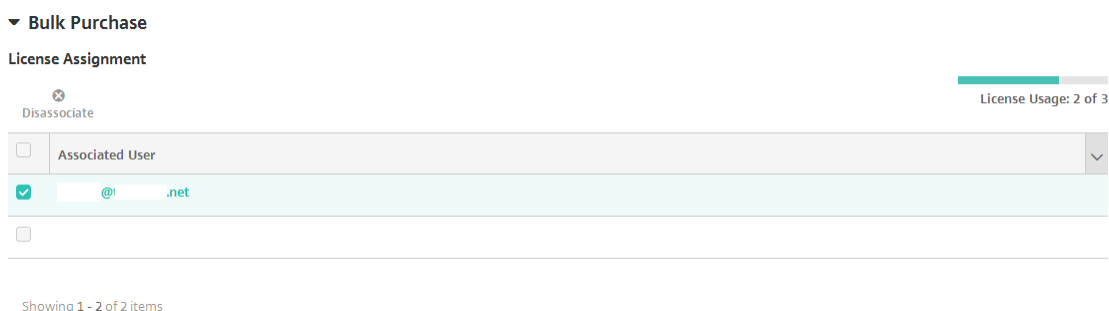 Bulk Purchase
License Assignment
Disassociate
License Usage: 2 of 3
Associated User
@ .net
Showing 1 - 2 of 2 items